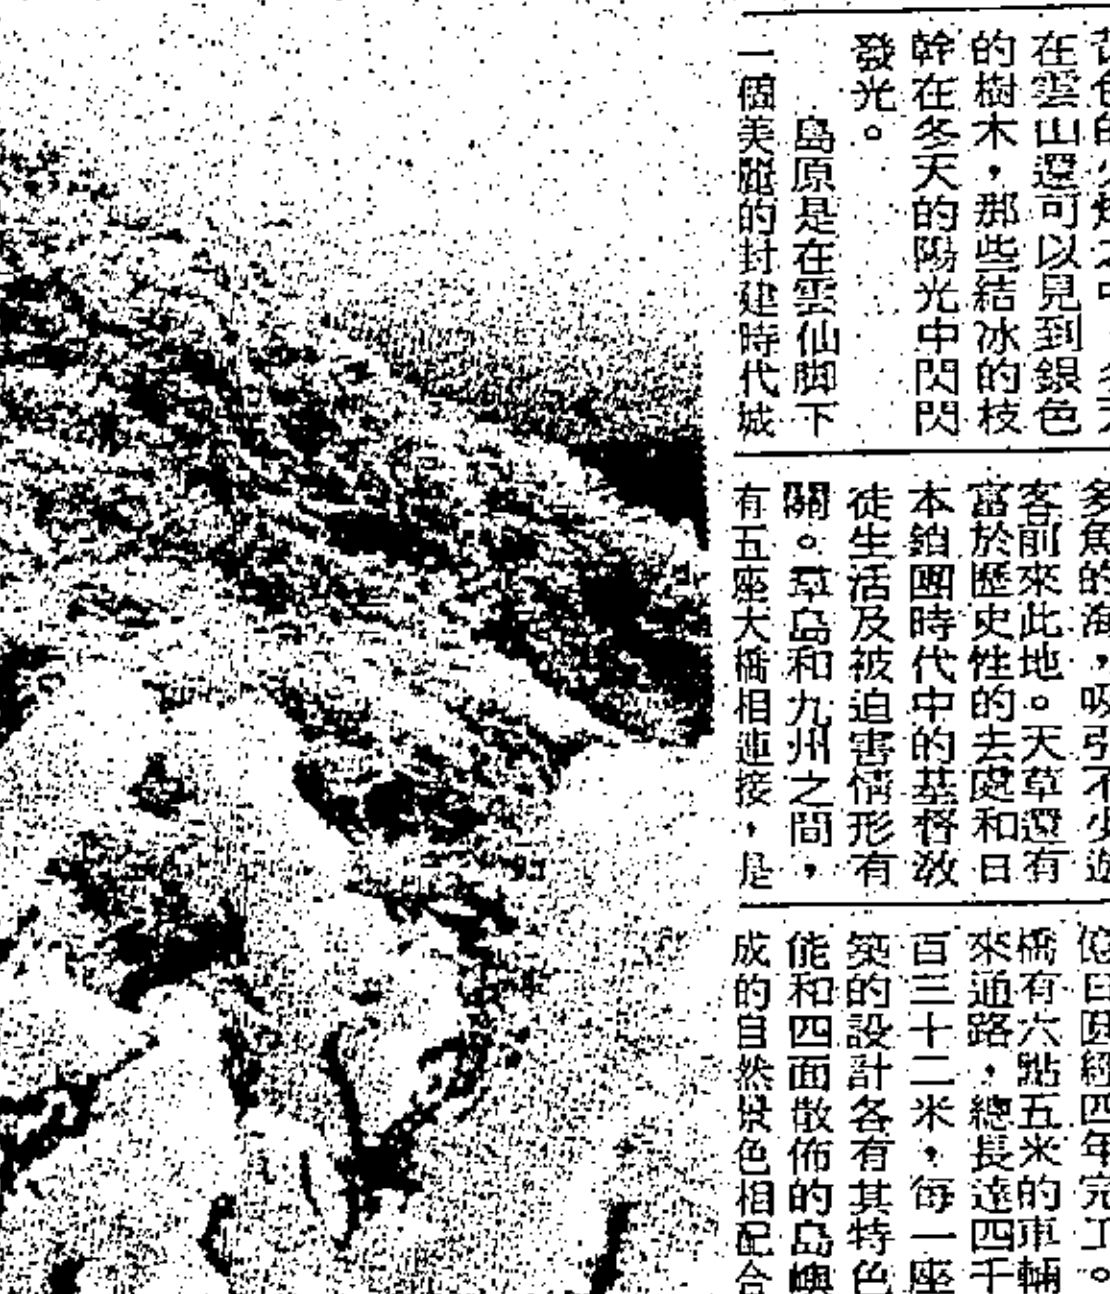 在雲山還可以見到銀色
的樹木，那些結冰的枝
幹在冬天的陽光中閃閃
發光。
島原是在雲仙脚下
一個美麗的封建時代城
多魚的海，吸引不少遊
客前來此地。天草還有
富於歷史性的去處和日
本鎖國時代中的基督教
徒生活及被迫害情形有
關。草島和九州之間，
有五座大橋相連接，是
億日圓經四年完工。
橋有六點五米的車輛
來通路，總長達四千
百三十二米，每一座
築的設計各有其特色
能和四面散佈的島嶼
成的自然景色相配合